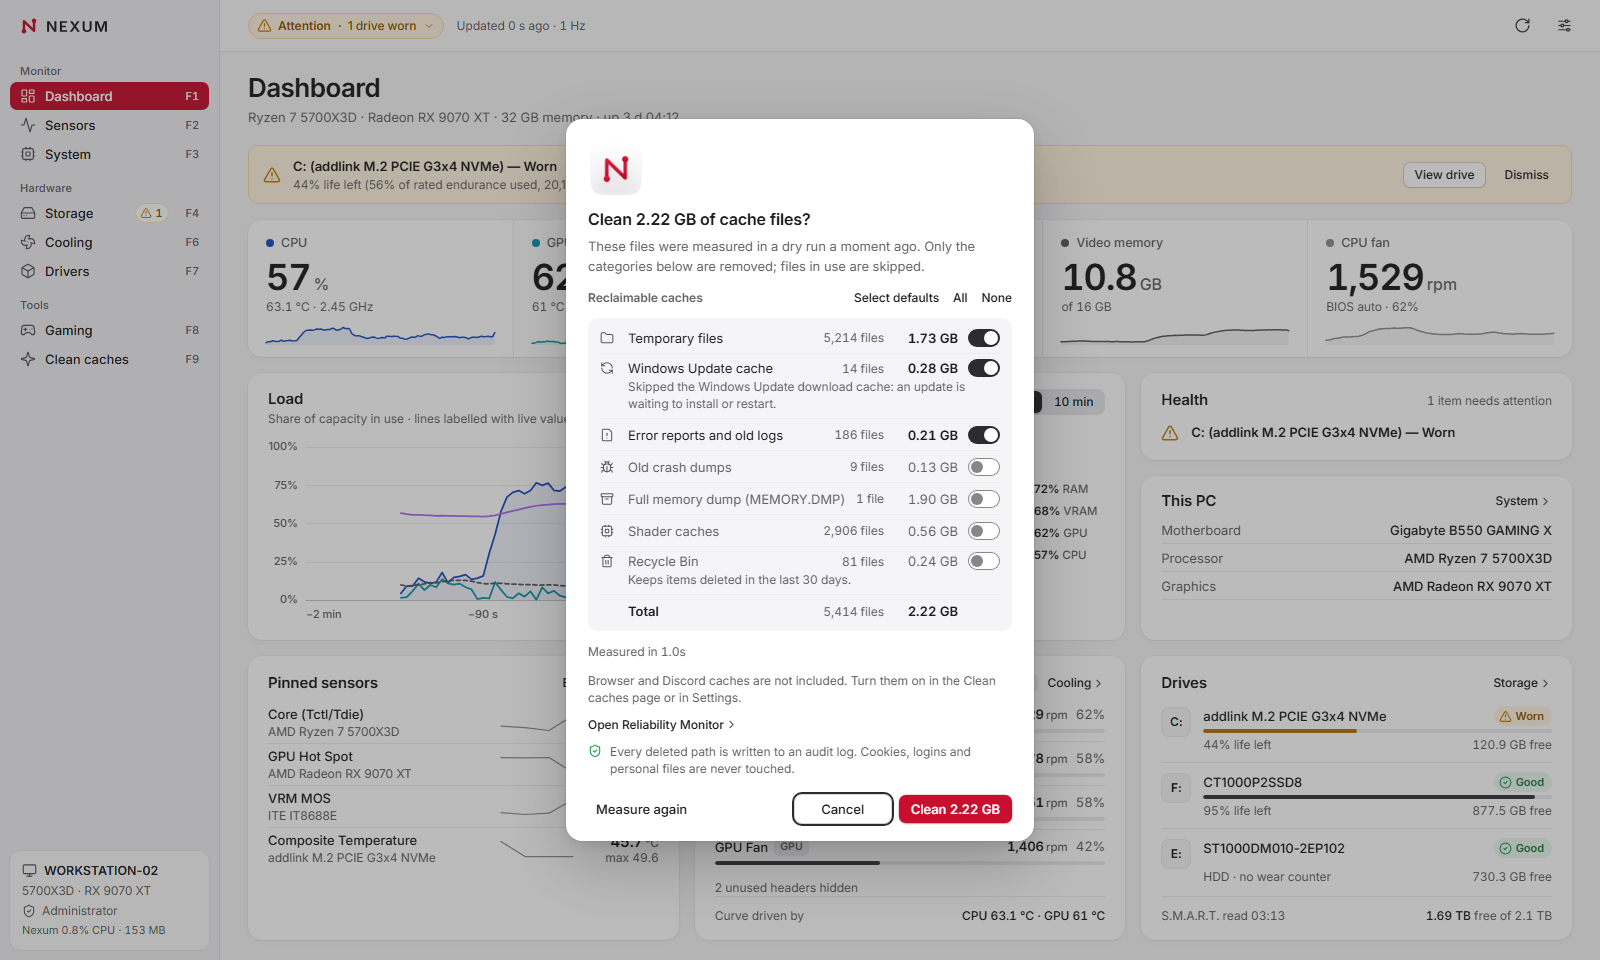 NEXUM
Attention · 1 drive worn
Updated 0 s ago · 1 Hz
Monitor
Dashboard F1
Sensors F2
System F3
Hardware
Storage 1 F4
Cooling F6
Drivers F7
Tools
Gaming F8
Clean caches F9
WORKSTATION-02
5700X3D · RX 9070 XT
Administrator
Nexum 0.8% CPU · 153 MB
Dashboard
Ryzen 7 5700X3D · Radeon RX 9070 XT · 32 GB memory · up 3 d 04:12
C: (addlink M.2 PCIE G3x4 NVMe) — Worn
44% life left (56% of rated endurance used, 20,1
View drive
Dismiss
CPU
57 %
63.1 °C · 2.45 GHz
GPU
62
61 °C
Video memory
10.8 GB
of 16 GB
CPU fan
1,529 rpm
BIOS auto · 62%
Load
Share of capacity in use · lines labelled with live value
10 min
100%
75%
50%
25%
0%
−2 min
−90 s
72% RAM
68% VRAM
62% GPU
57% CPU
Health
1 item needs attention
C: (addlink M.2 PCIE G3x4 NVMe) — Worn
This PC
System
Motherboard Gigabyte B550 GAMING X
Processor AMD Ryzen 7 5700X3D
Graphics AMD Radeon RX 9070 XT
Pinned sensors
Core (Tctl/Tdie)
AMD Ryzen 7 5700X3D
GPU Hot Spot
AMD Radeon RX 9070 XT
VRM MOS
ITE IT8688E
Composite Temperature
addlink M.2 PCIE G3x4 NVMe
45.7 °C
max 49.6
Cooling
9 rpm 62%
8 rpm 58%
1 rpm 58%
GPU Fan GPU 1,406 rpm 42%
2 unused headers hidden
Curve driven by CPU 63.1 °C · GPU 61 °C
Drives
Storage
C: addlink M.2 PCIE G3x4 NVMe Worn
44% life left 120.9 GB free
F: CT1000P2SSD8 Good
95% life left 877.5 GB free
E: ST1000DM010-2EP102 Good
HDD · no wear counter 730.3 GB free
S.M.A.R.T. read 03:13 1.69 TB free of 2.1 TB
Clean 2.22 GB of cache files?
These files were measured in a dry run a moment ago. Only the
categories below are removed; files in use are skipped.
Reclaimable caches Select defaults All None
Temporary files 5,214 files 1.73 GB
Windows Update cache 14 files 0.28 GB
Skipped the Windows Update download cache: an update is
waiting to install or restart.
Error reports and old logs 186 files 0.21 GB
Old crash dumps 9 files 0.13 GB
Full memory dump (MEMORY.DMP) 1 file 1.90 GB
Shader caches 2,906 files 0.56 GB
Recycle Bin 81 files 0.24 GB
Keeps items deleted in the last 30 days.
Total 5,414 files 2.22 GB
Measured in 1.0s
Browser and Discord caches are not included. Turn them on in the Clean
caches page or in Settings.
Open Reliability Monitor
Every deleted path is written to an audit log. Cookies, logins and
personal files are never touched.
Measure again
Cancel
Clean 2.22 GB